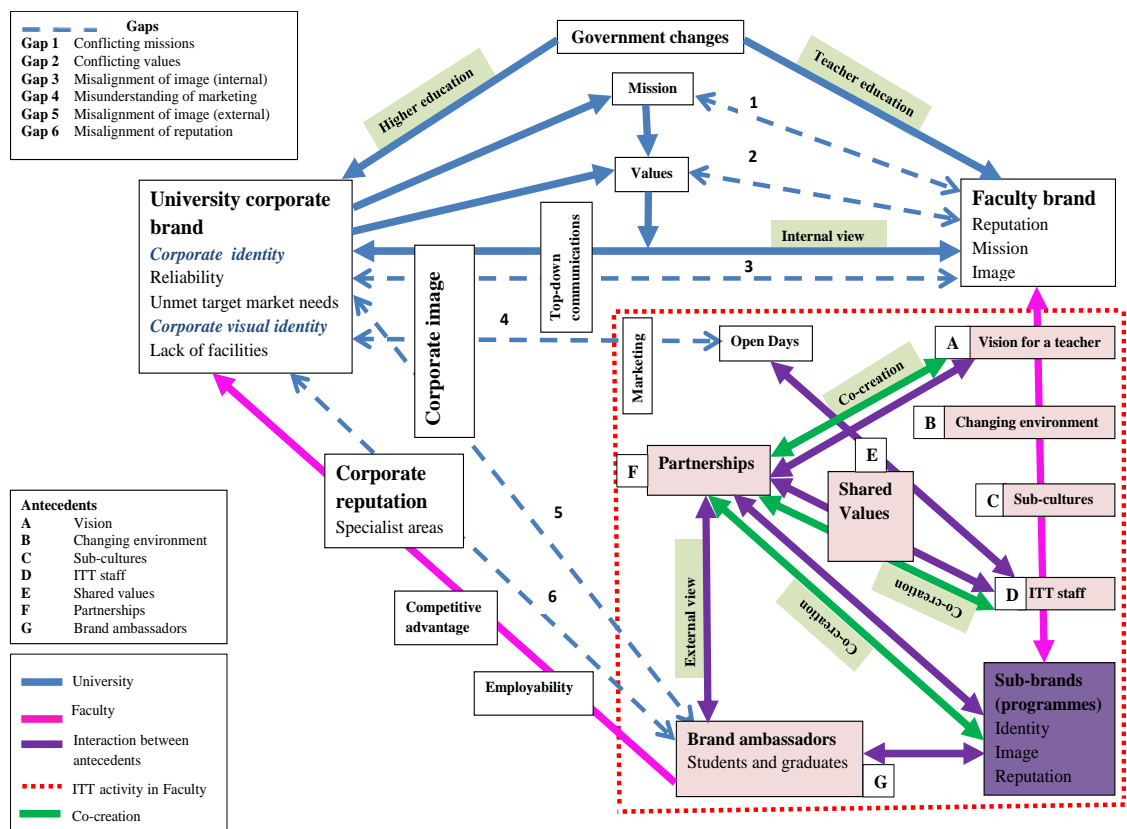 Gaps
Gap 1 Conflicting missions
Gap 2 Conflicting values
Gap 3 Misalignment of image (internal)
Gap 4 Misunderstanding of marketing
Gap 5 Misalignment of image (external)
Gap 6 Misalignment of reputation
Government changes
Higher education
Teacher education
Mission
1
Values
2
University corporate
brand
Corporate identity
Reliability
Unmet target market needs
Corporate visual identity
Lack of facilities
Faculty brand
Reputation
Mission
Image
Internal view
3
Top-down
communications
Corporate image
4
Marketing
Open Days
A Vision for a teacher
Co-creation
B Changing environment
E
Shared
Values
F Partnerships
C Sub-cultures
D ITT staff
Co-creation
Co-creation
External view
Corporate
reputation
Specialist areas
5
6
Competitive
advantage
Employability
Antecedents
A Vision
B Changing environment
C Sub-cultures
D ITT staff
E Shared values
F Partnerships
G Brand ambassadors
Sub-brands
(programmes)
Identity
Image
Reputation
Brand ambassadors
Students and graduates
G
University
Faculty
Interaction between
antecedents
ITT activity in Faculty
Co-creation